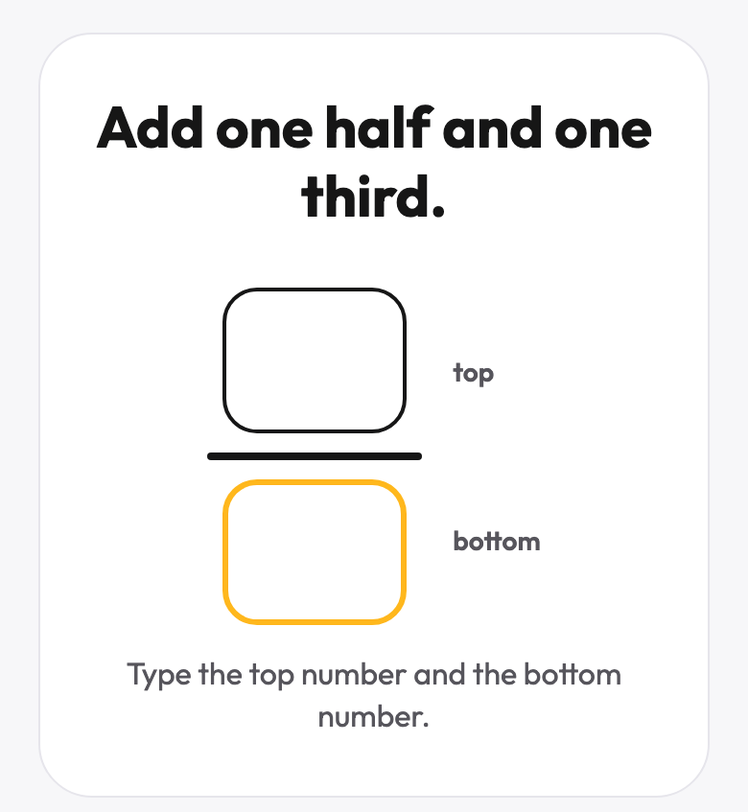 Add one half and one
third.
top
bottom
Type the top number and the bottom
number.